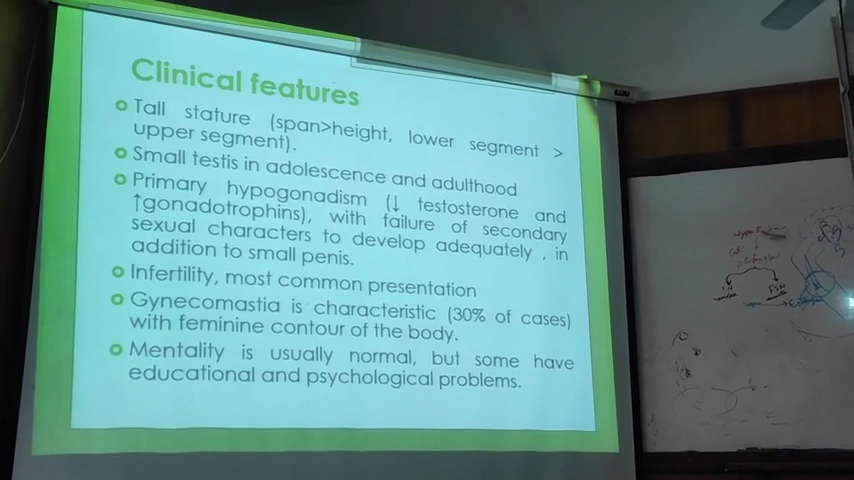 Clinical features
Tall stature (span>height, lower segment >
upper segment).
Small testis in adolescence and adulthood
Primary hypogonadism (↓ testosterone and
↑gonadotrophins), with failure of secondary
sexual characters to develop adequately , in
addition to small penis.
Infertility, most common presentation
Gynecomastia is characteristic (30% of cases)
with feminine contour of the body.
Mentality is usually normal, but some have
educational and psychological problems.